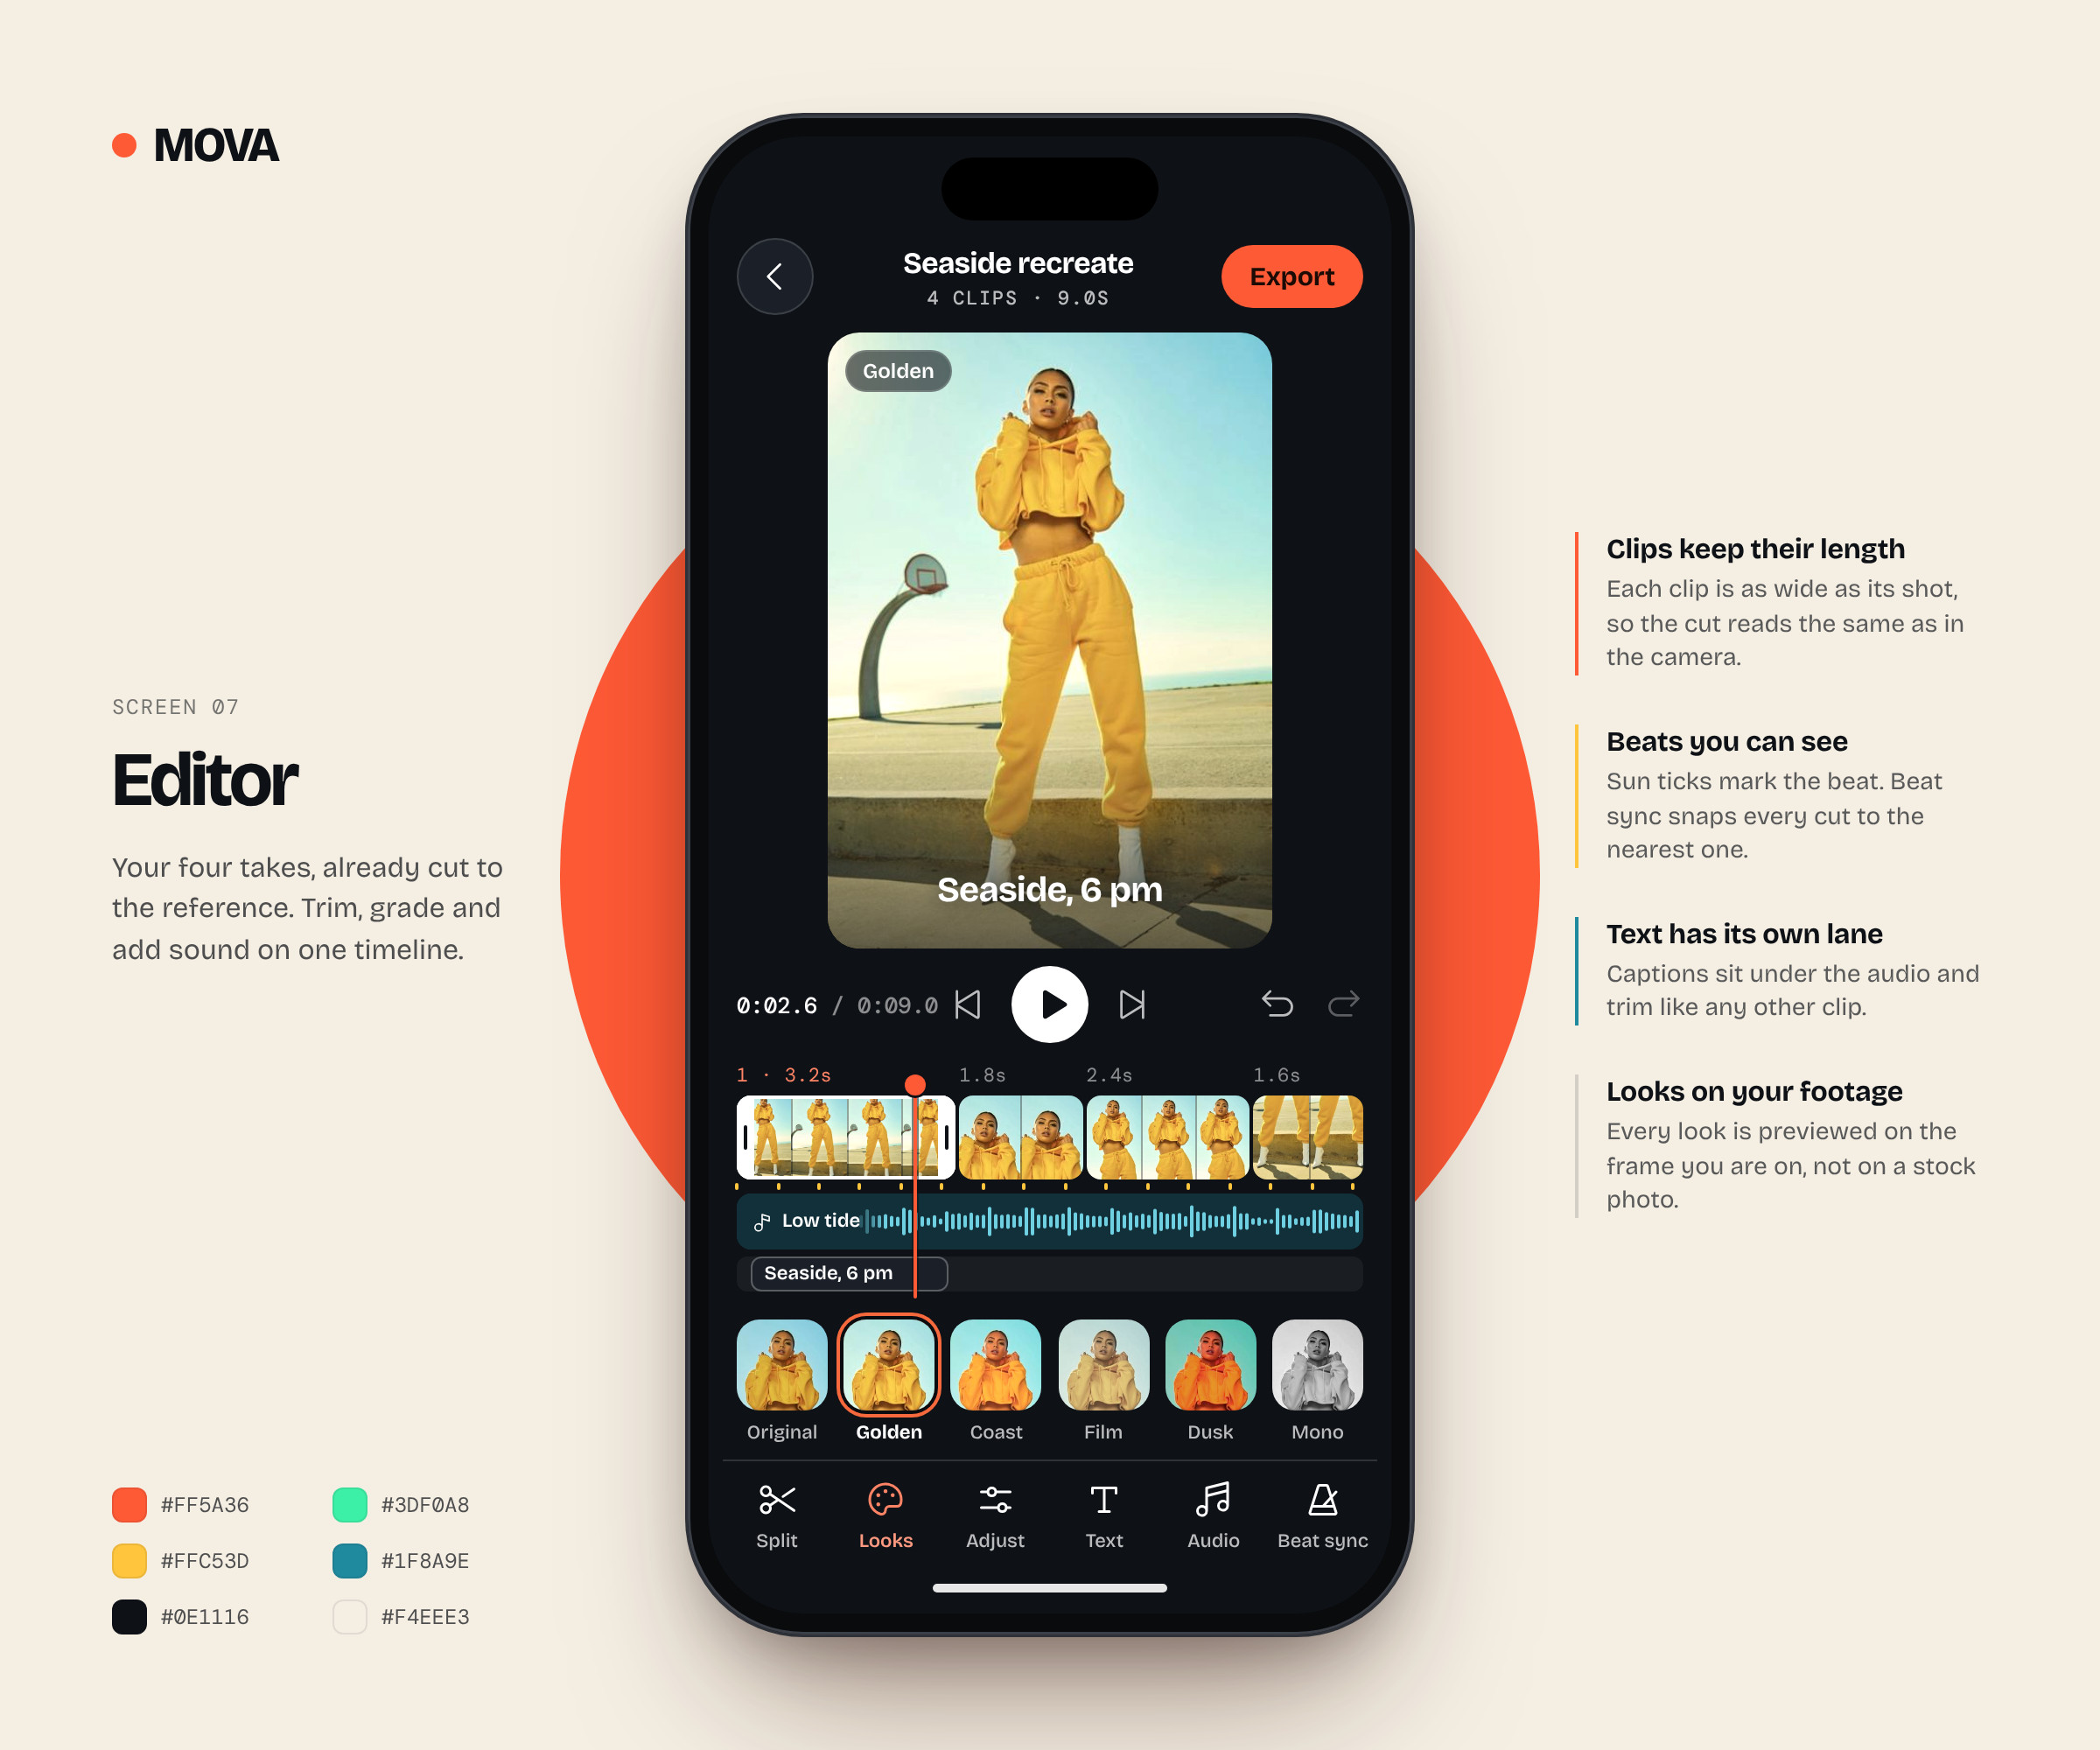 MOVA
SCREEN 07
Editor
Your four takes, already cut to
the reference. Trim, grade and
add sound on one timeline.
#FF5A36
#3DF0A8
#FFC53D
#1F8A9E
#0E1116
#F4EEE3
Seaside recreate
4 CLIPS · 9.0S
Export
Golden
Seaside, 6 pm
0:02.6 / 0:09.0
1 · 3.2s
1.8s
2.4s
1.6s
Low tide
Seaside, 6 pm
Original
Golden
Coast
Film
Dusk
Mono
Split
Looks
Adjust
Text
Audio
Beat sync
Clips keep their length
Each clip is as wide as its shot,
so the cut reads the same as in
the camera.
Beats you can see
Sun ticks mark the beat. Beat
sync snaps every cut to the
nearest one.
Text has its own lane
Captions sit under the audio and
trim like any other clip.
Looks on your footage
Every look is previewed on the
frame you are on, not on a stock
photo.